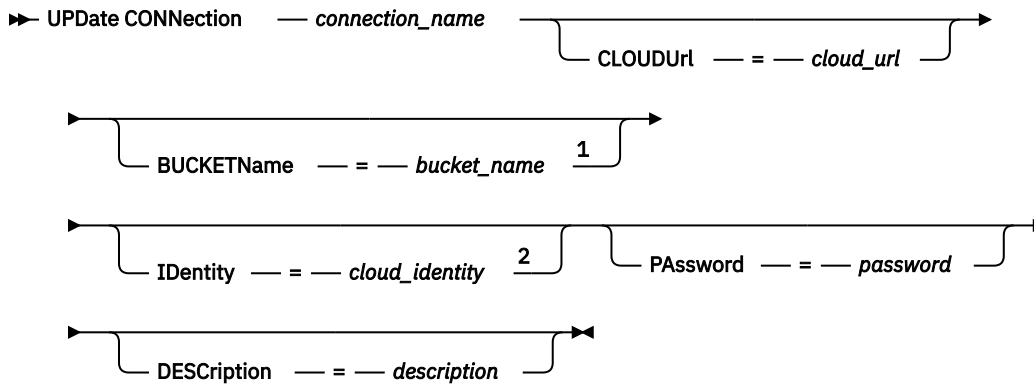 UPDate CONNection connection_name
CLOUDUrl = cloud_url
BUCKETName = bucket_name 1
IDentity = cloud_identity 2
PAssword = password
DESCription = description